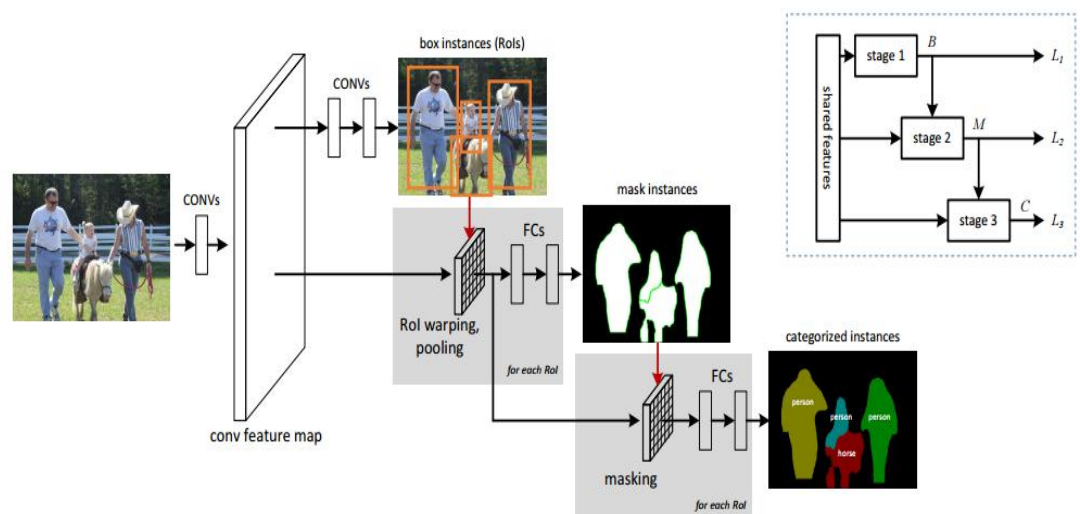 box instances (RoIs)
CONVs
CONVs
conv feature map
RoI warping,
pooling
FCs
for each RoI
mask instances
masking
FCs
for each RoI
categorized instances
person
person
person
horse
shared features
stage 1
B
L1
stage 2
M
L2
stage 3
C
L3